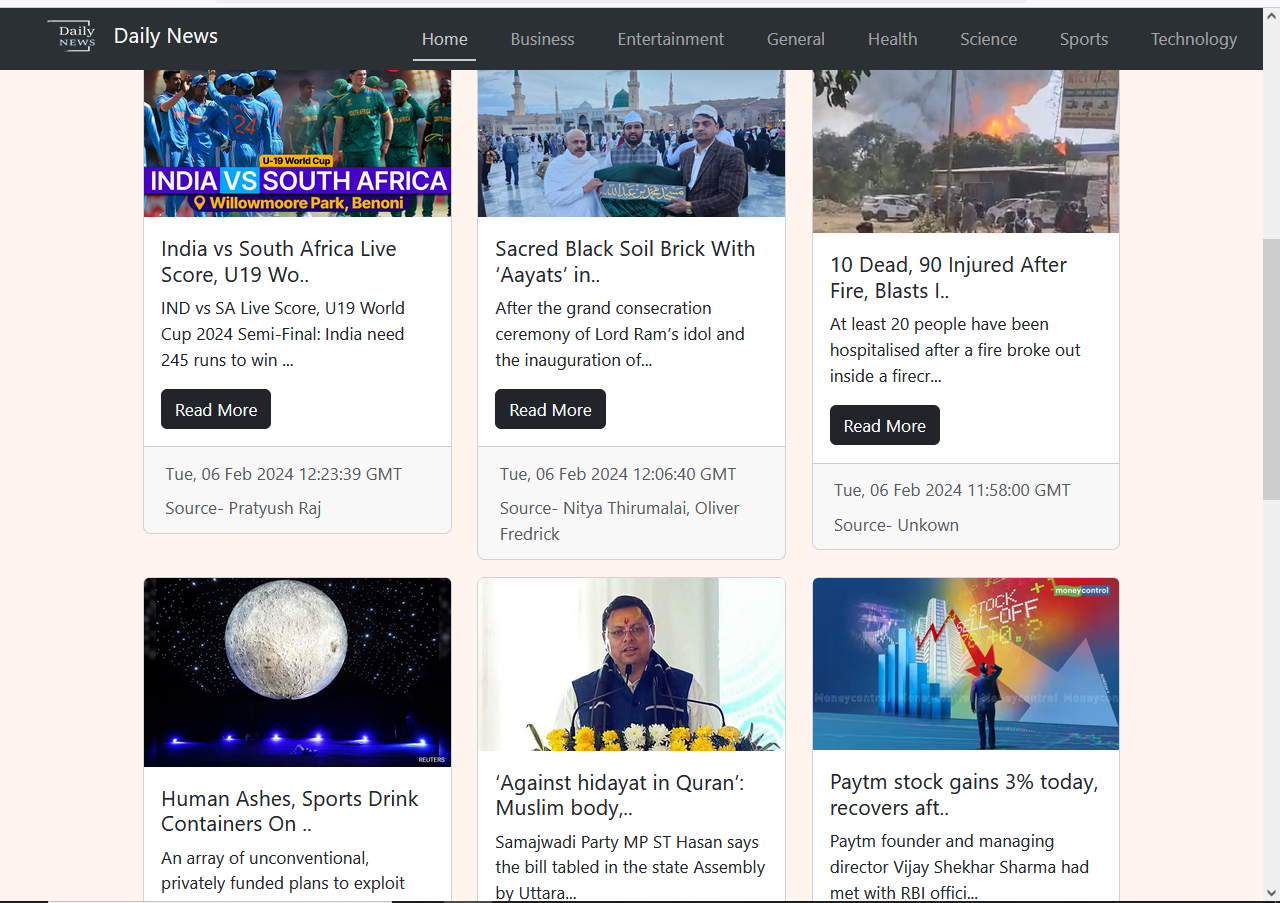 Daily
NEWS
Daily News
Home
Business
Entertainment
General
Health
Science
Sports
Technology
24
SOUTH AFRICA
U-19 World Cup
INDIA VS SOUTH AFRICA
Willowmoore Park, Benoni
India vs South Africa Live
Score, U19 Wo..
IND vs SA Live Score, U19 World
Cup 2024 Semi-Final: India need
245 runs to win ...
Read More
Tue, 06 Feb 2024 12:23:39 GMT
Source- Pratyush Raj
Sacred Black Soil Brick With
‘Aayats’ in..
After the grand consecration
ceremony of Lord Ram’s idol and
the inauguration of...
Read More
Tue, 06 Feb 2024 12:06:40 GMT
Source- Nitya Thirumalai, Oliver
Fredrick
10 Dead, 90 Injured After
Fire, Blasts I..
At least 20 people have been
hospitalised after a fire broke out
inside a firecr...
Read More
Tue, 06 Feb 2024 11:58:00 GMT
Source- Unkown
REUTERS
Human Ashes, Sports Drink
Containers On ..
An array of unconventional,
privately funded plans to exploit
‘Against hidayat in Quran’:
Muslim body,..
Samajwadi Party MP ST Hasan says
the bill tabled in the state Assembly
by Uttara...
moneycontrol
STOCK
SELL-OFF
Moneycontrol Moneycontrol
Paytm stock gains 3% today,
recovers aft..
Paytm founder and managing
director Vijay Shekhar Sharma had
met with RBI offici...